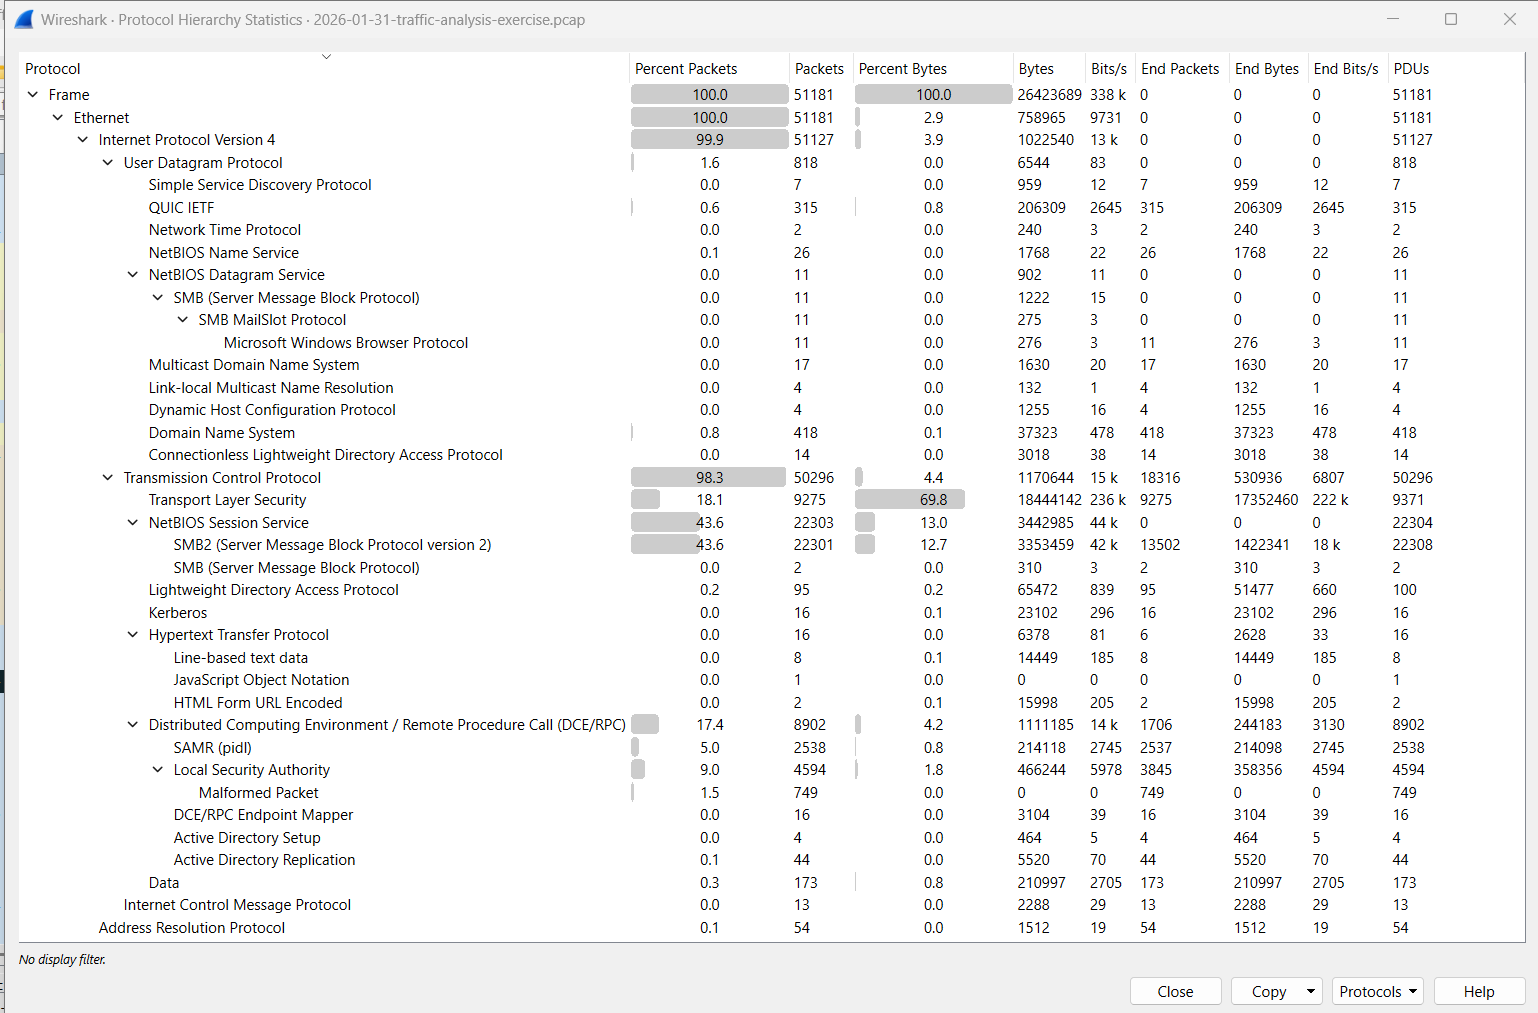 Wireshark · Protocol Hierarchy Statistics · 2026-01-31-traffic-analysis-exercise.pcap
Protocol Percent Packets Packets Percent Bytes Bytes Bits/s End Packets End Bytes End Bits/s PDUs
Frame 100.0 51181 100.0 26423689 338 k 0 0 0 51181
Ethernet 100.0 51181 2.9 758965 9731 0 0 0 51181
Internet Protocol Version 4 99.9 51127 3.9 1022540 13 k 0 0 0 51127
User Datagram Protocol 1.6 818 0.0 6544 83 0 0 0 818
Simple Service Discovery Protocol 0.0 7 0.0 959 12 7 959 12 7
QUIC IETF 0.6 315 0.8 206309 2645 315 206309 2645 315
Network Time Protocol 0.0 2 0.0 240 3 2 240 3 2
NetBIOS Name Service 0.1 26 0.0 1768 22 26 1768 22 26
NetBIOS Datagram Service 0.0 11 0.0 902 11 0 0 0 11
SMB (Server Message Block Protocol) 0.0 11 0.0 1222 15 0 0 0 11
SMB MailSlot Protocol 0.0 11 0.0 275 3 0 0 0 11
Microsoft Windows Browser Protocol 0.0 11 0.0 276 3 11 276 3 11
Multicast Domain Name System 0.0 17 0.0 1630 20 17 1630 20 17
Link-local Multicast Name Resolution 0.0 4 0.0 132 1 4 132 1 4
Dynamic Host Configuration Protocol 0.0 4 0.0 1255 16 4 1255 16 4
Domain Name System 0.8 418 0.1 37323 478 418 37323 478 418
Connectionless Lightweight Directory Access Protocol 0.0 14 0.0 3018 38 14 3018 38 14
Transmission Control Protocol 98.3 50296 4.4 1170644 15 k 18316 530936 6807 50296
Transport Layer Security 18.1 9275 69.8 18444142 236 k 9275 17352460 222 k 9371
NetBIOS Session Service 43.6 22303 13.0 3442985 44 k 0 0 0 22304
SMB2 (Server Message Block Protocol version 2) 43.6 22301 12.7 3353459 42 k 13502 1422341 18 k 22308
SMB (Server Message Block Protocol) 0.0 2 0.0 310 3 2 310 3 2
Lightweight Directory Access Protocol 0.2 95 0.2 65472 839 95 51477 660 100
Kerberos 0.0 16 0.1 23102 296 16 23102 296 16
Hypertext Transfer Protocol 0.0 16 0.0 6378 81 6 2628 33 16
Line-based text data 0.0 8 0.1 14449 185 8 14449 185 8
JavaScript Object Notation 0.0 1 0.0 0 0 0 0 0 1
HTML Form URL Encoded 0.0 2 0.1 15998 205 2 15998 205 2
Distributed Computing Environment / Remote Procedure Call (DCE/RPC) 17.4 8902 4.2 1111185 14 k 1706 244183 3130 8902
SAMR (pidl) 5.0 2538 0.8 214118 2745 2537 214098 2745 2538
Local Security Authority 9.0 4594 1.8 466244 5978 3845 358356 4594 4594
Malformed Packet 1.5 749 0.0 0 0 749 0 0 749
DCE/RPC Endpoint Mapper 0.0 16 0.0 3104 39 16 3104 39 16
Active Directory Setup 0.0 4 0.0 464 5 4 464 5 4
Active Directory Replication 0.1 44 0.0 5520 70 44 5520 70 44
Data 0.3 173 0.8 210997 2705 173 210997 2705 173
Internet Control Message Protocol 0.0 13 0.0 2288 29 13 2288 29 13
Address Resolution Protocol 0.1 54 0.0 1512 19 54 1512 19 54
No display filter.
Close Copy Protocols Help